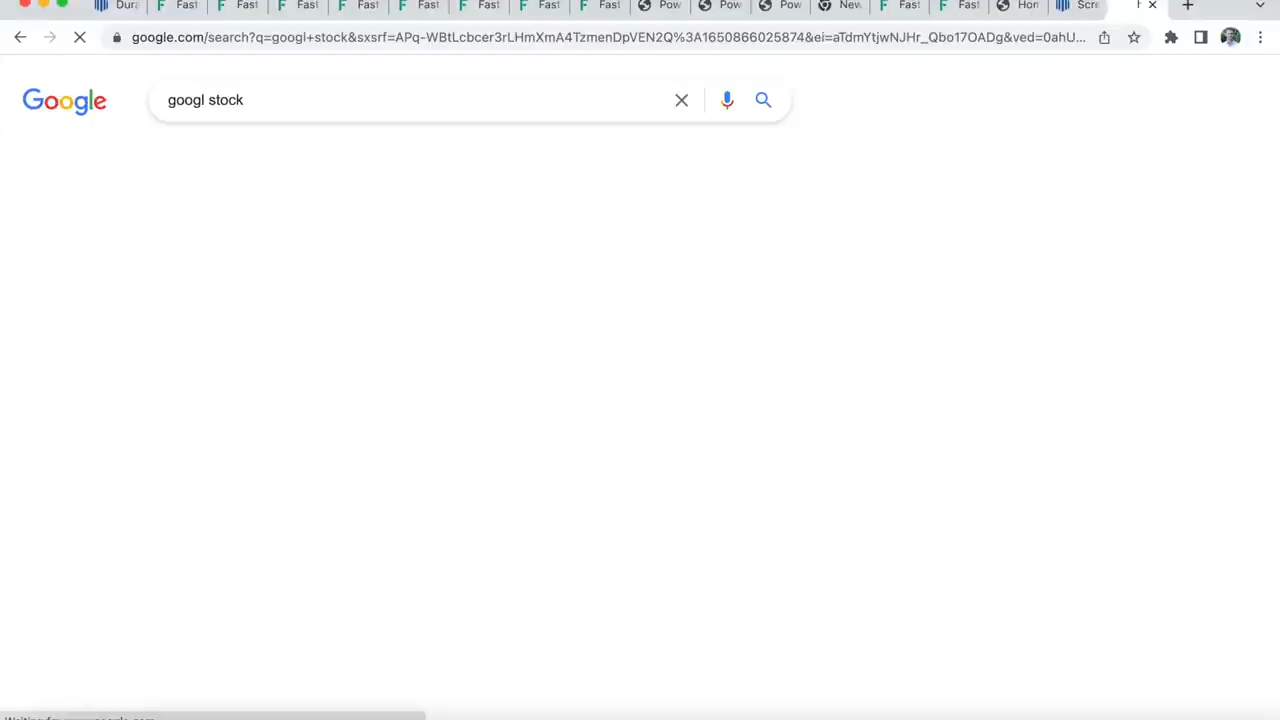 Dura Fast Fast Fast Fast Fast Fast Fast Fast Pow Pow Pow New Fast Fast Hom Scre
google.com/search?q=googl+stock&sxsrf=APq-WBtLcbcer3rLHmXmA4TzmenDpVEN2Q%3A1650866025874&ei=aTdmYtjwNJHr_Qbo17OADg&ved=0ahU...
Google
googl stock